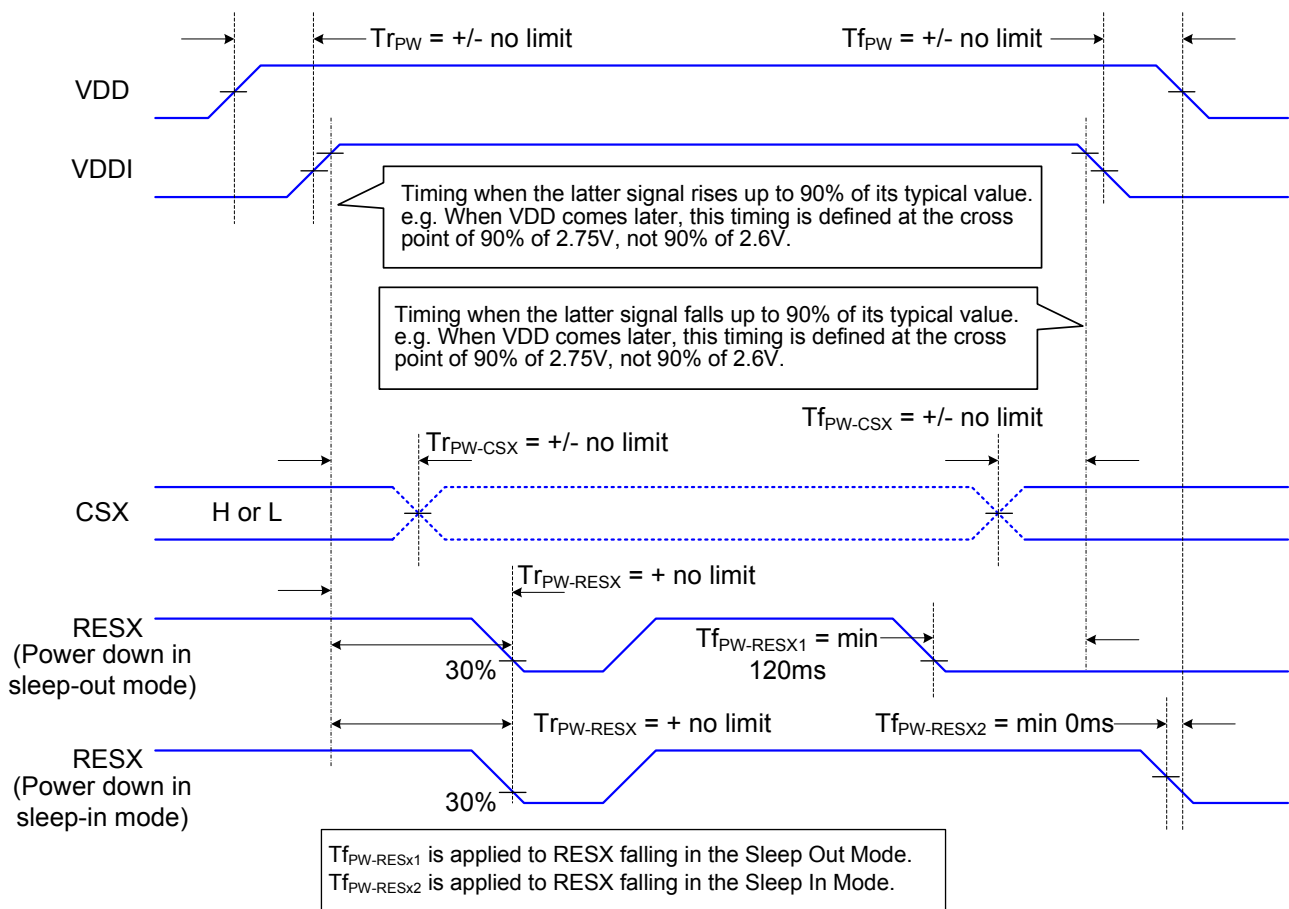 TrPW = +/- no limit
TfPW = +/- no limit
VDD
VDDI
Timing when the latter signal rises up to 90% of its typical value.
e.g. When VDD comes later, this timing is defined at the cross
point of 90% of 2.75V, not 90% of 2.6V.
Timing when the latter signal falls up to 90% of its typical value.
e.g. When VDD comes later, this timing is defined at the cross
point of 90% of 2.75V, not 90% of 2.6V.
TfPW-CSX = +/- no limit
TrPW-CSX = +/- no limit
CSX
H or L
TrPW-RESX = + no limit
RESX
(Power down in
sleep-out mode)
30%
TfPW-RESX1 = min
120ms
TrPW-RESX = + no limit
TfPW-RESX2 = min 0ms
RESX
(Power down in
sleep-in mode)
30%
TfPW-RESx1 is applied to RESX falling in the Sleep Out Mode.
TfPW-RESx2 is applied to RESX falling in the Sleep In Mode.